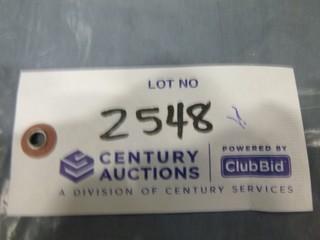 LOT NO
2548
CENTURY AUCTIONS
POWERED BY
ClubBid
A DIVISION OF CENTURY SERVICES